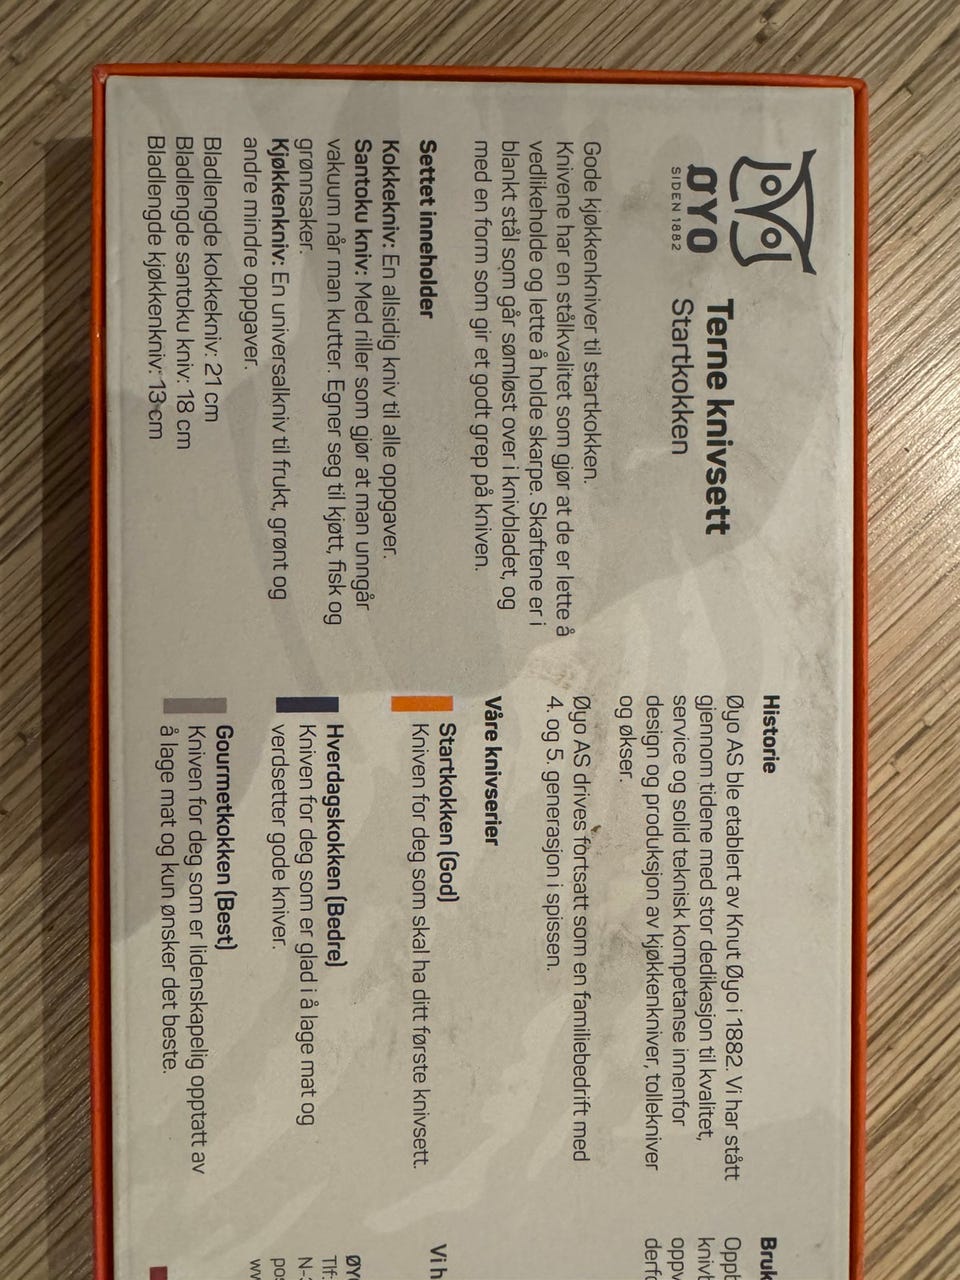 ØYO
SIDEN 1882
Terne knivsett
Startkokken
Gode kjøkkenkniver til startkokken.
Knivene har en stålkvalitet som gjør at de er lette å
vedlikeholde og lette å holde skarpe. Skaftene er i
blankt stål som går sømløst over i knivbladet, og
med en form som gir et godt grep på kniven.
Settet inneholder
Kokkekniv: En allsidig kniv til alle oppgaver.
Santoku kniv: Med riller som gjør at man unngår
vakuum når man kutter. Egner seg til kjøtt, fisk og
grønnsaker.
Kjøkkenkniv: En universalkniv til frukt, grønt og
andre mindre oppgaver.
Bladlengde kokkekniv: 21 cm
Bladlengde santoku kniv: 18 cm
Bladlengde kjøkkenkniv: 13 cm
Historie
Øyo AS ble etablert av Knut Øyo i 1882. Vi har stått
gjennom tidene med stor dedikasjon til kvalitet,
service og solid teknisk kompetanse innenfor
design og produksjon av kjøkkenkniver, tollekniver
og økser.
Øyo AS drives fortsatt som en familiebedrift med
4. og 5. generasjon i spissen.
Våre knivserier
Startkokken (God)
Kniven for deg som skal ha ditt første knivsett.
Hverdagskokken (Bedre)
Kniven for deg som er glad i å lage mat og
verdsetter gode kniver.
Gourmetkokken (Best)
Kniven for deg som er lidenskapelig opptatt av
å lage mat og kun ønsker det beste.
Vi h
Tlf: